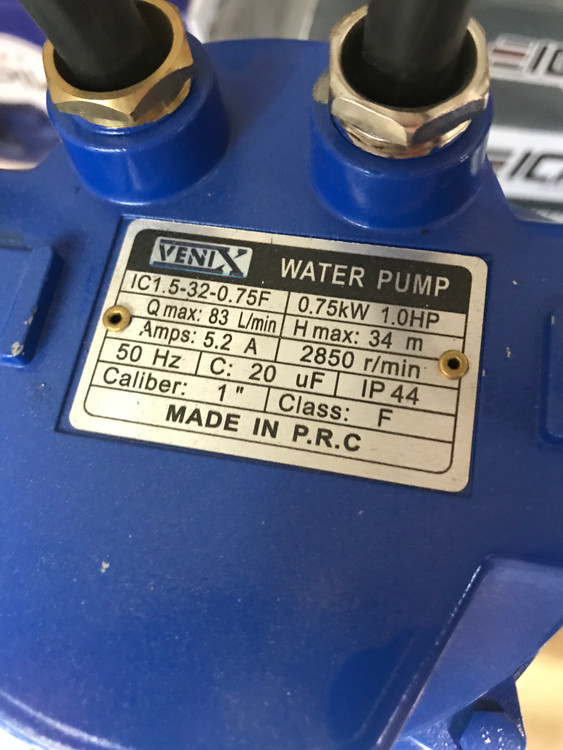 VENIX WATER PUMP
IC1.5-32-0.75F 0.75kW 1.0HP
Q max: 83 L/min H max: 34 m
Amps: 5.2 A 2850 r/min
50 Hz C: 20 uF IP 44
Caliber: 1" Class: F
MADE IN P.R.C